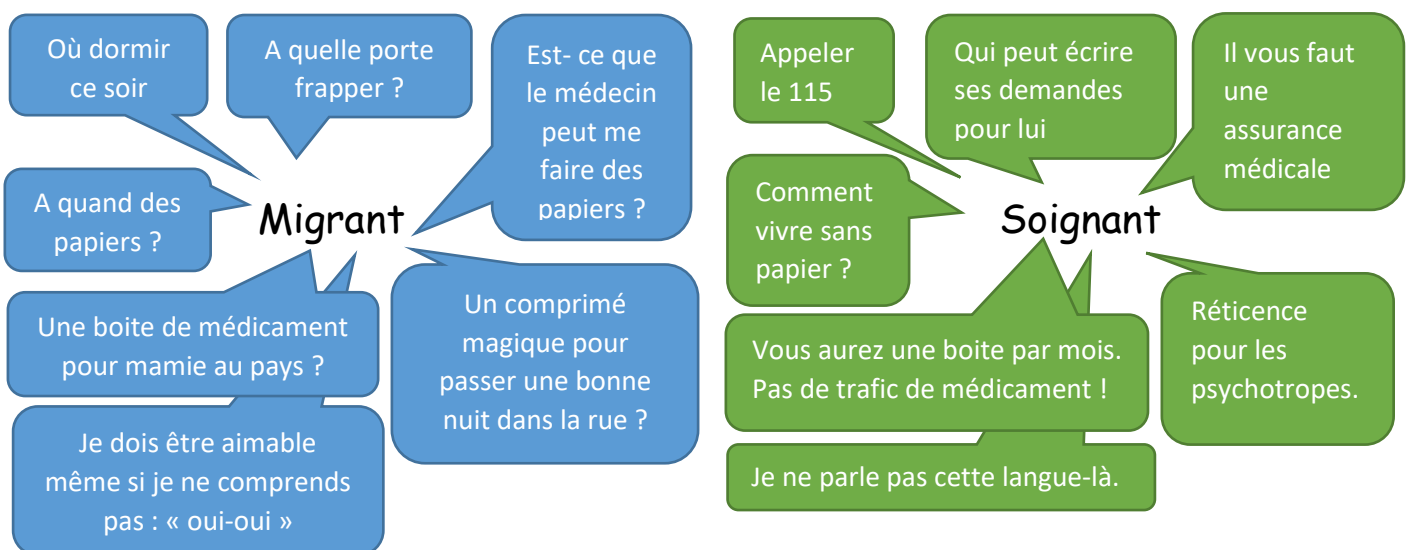 Où dormir
ce soir
A quelle porte
frapper ?
Est- ce que
le médecin
peut me
faire des
papiers ?
A quand des
papiers ?
Migrant
Une boite de médicament
pour mamie au pays ?
Un comprimé
magique pour
passer une bonne
nuit dans la rue ?
Je dois être aimable
même si je ne comprends
pas : « oui-oui »
Appeler
le 115
Qui peut écrire
ses demandes
pour lui
Il vous faut
une
assurance
médicale
Comment
vivre sans
papier ?
Soignant
Vous aurez une boite par mois.
Pas de trafic de médicament !
Réticence
pour les
psychotropes.
Je ne parle pas cette langue-là.